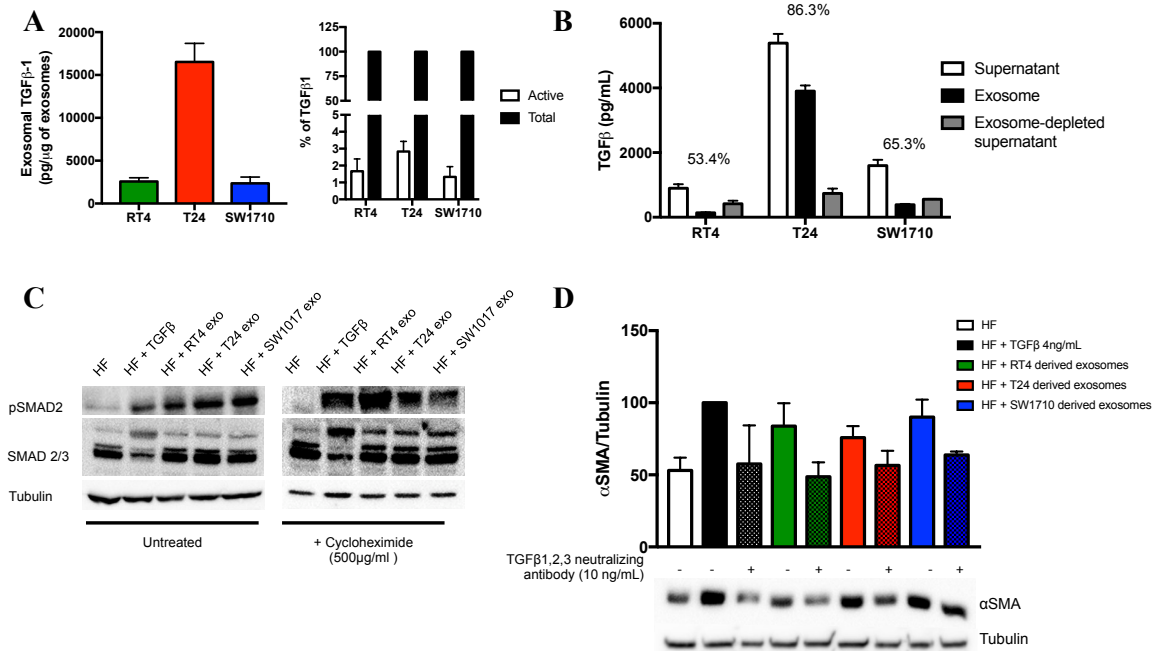 A
Exosomal TGFβ-1
(pg/μg of exosomes)
20000
15000
10000
5000
0
RT4
T24
SW1710
% of TGFβ1
125
100
75
50
5
4
3
2
1
0
RT4
T24
SW1710
Active
Total
B
TGFβ (pg/mL)
6000
4000
2000
0
53.4%
86.3%
65.3%
RT4
T24
SW1710
Supernatant
Exosome
Exosome-depleted
supernatant
C
HF
HF + TGFβ
HF + RT4 exo
HF + T24 exo
HF + SW1017 exo
HF
HF + TGFβ
HF + RT4 exo
HF + T24 exo
HF + SW1017 exo
pSMAD2
SMAD 2/3
Tubulin
Untreated
+ Cycloheximide
(500μg/ml )
D
αSMA/Tubulin
150
100
50
0
HF
HF + TGFβ 4ng/mL
HF + RT4 derived exosomes
HF + T24 derived exosomes
HF + SW1710 derived exosomes
TGFβ1,2,3 neutralizing
antibody (10 ng/mL)
- - + - + - + - +
αSMA
Tubulin